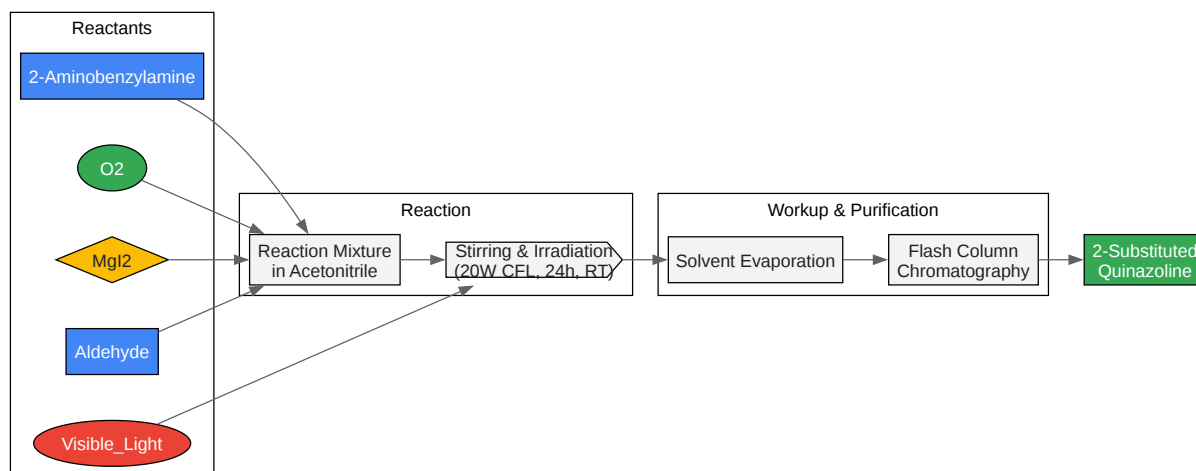 Reactants
2-Aminobenzylamine
O2
MgI2
Aldehyde
Visible_Light
Reaction
Reaction Mixture
in Acetonitrile
Stirring & Irradiation
(20W CFL, 24h, RT)
Workup & Purification
Solvent Evaporation
Flash Column
Chromatography
2-Substituted
Quinazoline